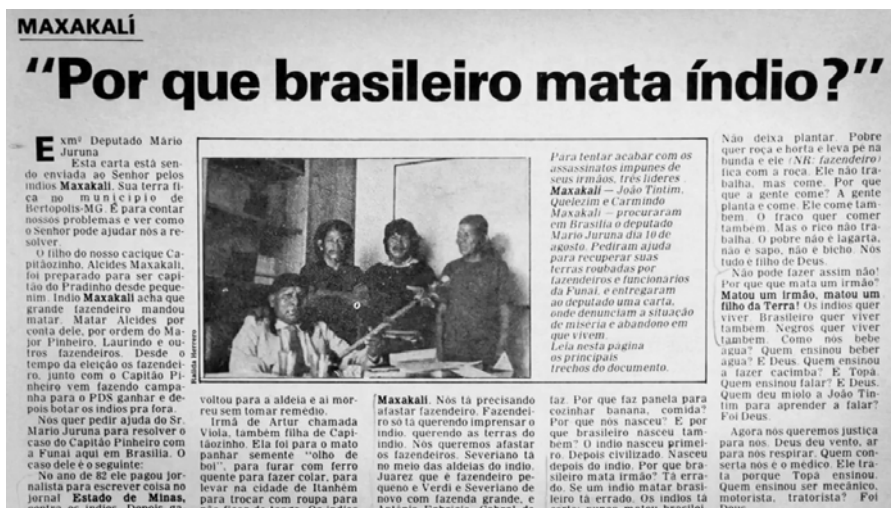 MAXAKALÍ
"Por que brasileiro mata índio?"
Exmº Deputado Mário
Juruna
Esta carta está sen-
do enviada ao Senhor pelos
índios Maxakali. Sua terra fi-
ca no município de
Bertopolis-MG. É para contar
nossos problemas e ver como
o Senhor pode ajudar nós a re-
solver.
O filho do nosso cacique Ca-
pitãozinho, Alcides Maxakali,
foi preparado para ser capi-
tão do Pradinho desde peque-
nim. Indio Maxakali acha que
grande fazendeiro mandou
matar. Matar Alcides por
conta dele, por ordem do Ma-
jor Pinheiro, Laurindo e ou-
tros fazendeiros. Desde o
tempo da eleição os fazendei-
ro, junto com o Capitão Pi-
nheiro vem fazendo campa-
nha para o PDS ganhar e de-
pois botar os indios pra fora.
Nós quer pedir ajuda do Sr.
Mario Juruna para resolver o
caso do Capitão Pinheiro com
a Funai aqui em Brasilia. O
caso dele é o seguinte:
No ano de 82 ele pagou jor-
nalista para escrever coisa no
jornal Estado de Minas,
Kanida Herrero
Para tentar acabar com os
assassinatos impunes de
seus irmãos, três líderes
Maxakali — João Tintim,
Quelezim e Carmindo
Maxakali — procuraram
em Brasília o deputado
Mario Juruna dia 10 de
agosto. Pediram ajuda
para recuperar suas
terras roubadas por
fazendeiros e funcionários
da Funai, e entregaram
ao deputado uma carta,
onde denunciam a situação
de miseria e abandono em
que vivem.
Leia nesta página
os principais
trechos do documento.
voltou para a aldeia e ai mor-
reu sem tomar remédio.
Irmã de Artur chamada
Viola, também filha de Capi-
tãozinho. Ela foi para o mato
panhar semente "olho de
boi", para furar com ferro
quente para fazer colar, para
levar na cidade de Itanhém
para trocar com roupa para
Maxakali. Nós tá precisando
afastar fazendeiro. Fazendei-
ro só tá querendo imprensar o
indio, querendo as terras do
indio. Nós queremos afastar
os fazendeiros. Severiano tá
no meio das aldeias do indio.
Juarez que é fazendeiro pe-
queno e Verdi e Severiano de
novo com fazenda grande, e
faz. Por que faz panela para
cozinhar banana, comida?
Por que nós nasceu? E por
que brasileiro nasceu tam-
bém? O indio nasceu primei-
ro. Depois civilizado. Nasceu
depois do indio. Por que bra-
sileiro mata irmão? Tá erra-
do. Se um indio matar brasi-
leiro tá errado. Os indios tá
Não deixa plantar. Pobre
quer roça e horta e leva pe na
bunda e ele (NR: fazendeiro)
fica com a roça. Ele não tra-
balha, mas come. Por que
que a gente come? A gente
planta e come. Ele come tam-
bem. O fraco quer comer
tambem. Mas o rico não tra-
balha. O pobre não é lagarta,
não é sapo, não é bicho. Nós
tudo é filho de Deus.
Não pode fazer assim não!
Por que que mata um irmão?
Matou um irmão, matou um
filho da Terra! Os indios quer
viver. Brasileiro quer viver
tambem. Negros quer viver
tambem. Como nós bebe
agua? Quem ensinou beber
agua? É Deus. Quem ensinou
a fazer cacimba? É Topá.
Quem ensinou falar? É Deus.
Quem deu miolo a João Tin-
tim para aprender a falar?
Foi Deus.
Agora nós queremos justiça
para nós. Deus deu vento, ar
para nós respirar. Quem con-
serta nós e o médico. Ele tra-
ta porque Topá ensinou.
Quem ensinou ser mecânico,
motorista, tratorista? Foi